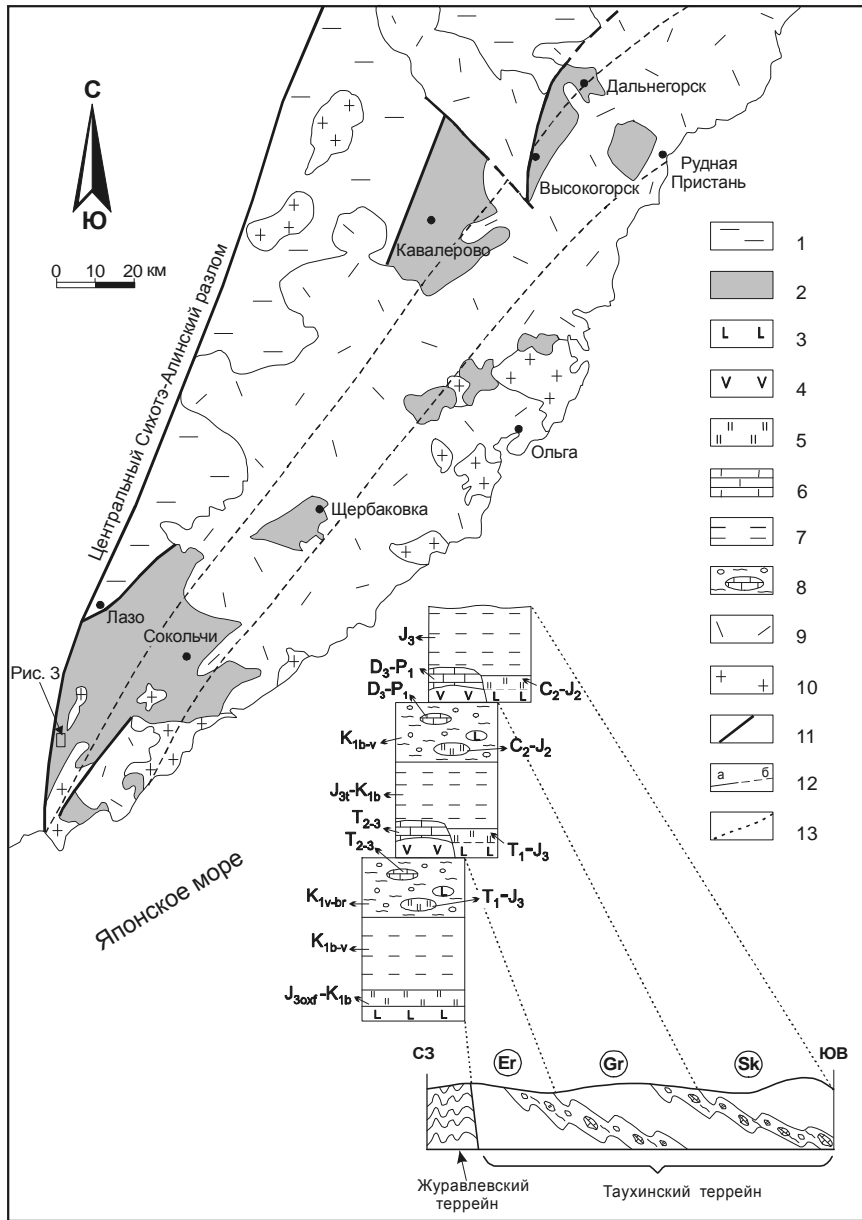 С
Ю
0 10 20 км
Центральный Сихотэ-Алинский разлом
Дальнегорск
Рудная
Пристань
Высокогорск
Кавалерово
Ольга
Щербаковка
Лазо
Сокольчи
Рис. 3
Японское море
1
2
L L
3
V V
4
5
6
7
8
9
10
11
а б
12
13
J3
D3-P1
D3-P1
V V
L L
C2-J2
K1b-v
L
C2-J2
J3t-K1b
T2-3
T2-3
V V
L L
T1-J3
K1v-br
L
T1-J3
K1b-v
J3oxf-K1b
L L L
СЗ
Er
Gr
Sk
ЮВ
Журавлевский
террейн
Таухинский террейн